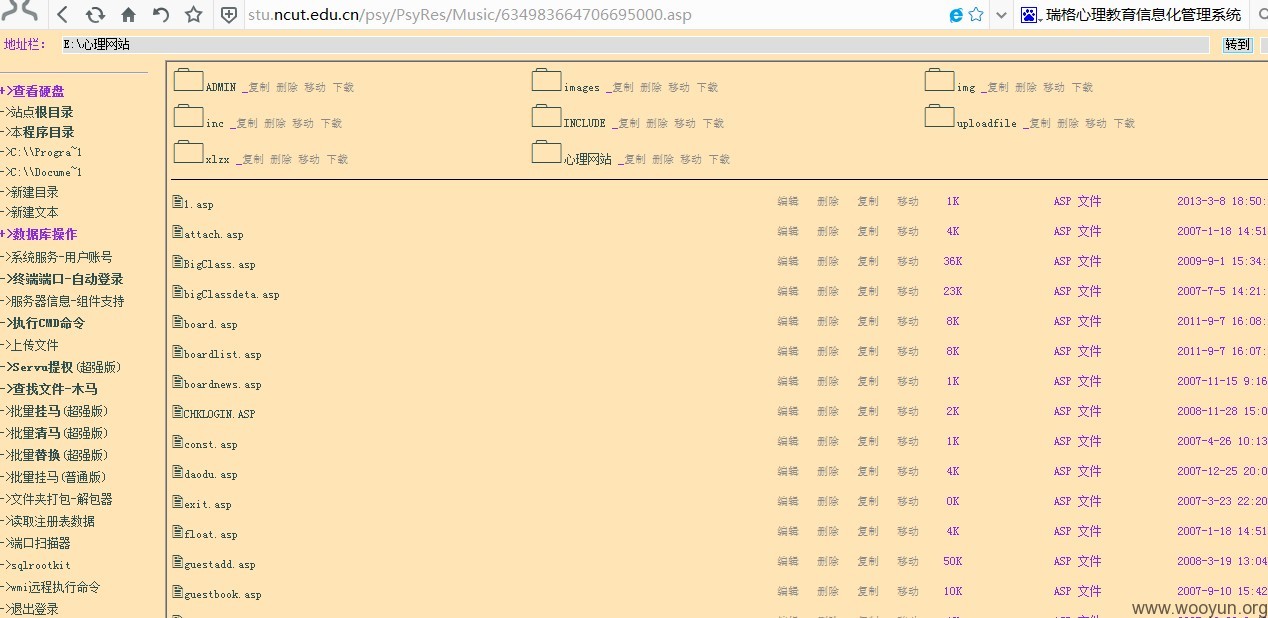 stu.ncut.edu.cn/psy/PsyRes/Music/634983664706695000.asp 瑞格心理教育信息化管理系统
地址栏: E:\心理网站 转到
+>查看硬盘
->站点根目录
->本程序目录
->C:\\Progra~1
->C:\\Docume~1
->新建目录
->新建文本
+>数据库操作
->系统服务-用户账号
->终端端口-自动登录
->服务器信息-组件支持
->执行CMD命令
->上传文件
->Servu提权(超强版)
->查找文件-木马
->批量挂马(超强版)
->批量清马(超强版)
->批量替换(超强版)
->批量挂马(普通版)
->文件夹打包-解包器
->读取注册表数据
->端口扫描器
->sqlrootkit
->wmi远程执行命令
->退出登录
ADMIN _复制 删除 移动 下载 images _复制 删除 移动 下载 img _复制 删除 移动 下载
inc _复制 删除 移动 下载 INCLUDE _复制 删除 移动 下载 uploadfile _复制 删除 移动 下载
xlzx _复制 删除 移动 下载 心理网站 _复制 删除 移动 下载
1.asp 编辑 删除 复制 移动 1K ASP 文件 2013-3-8 18:50:
attach.asp 编辑 删除 复制 移动 4K ASP 文件 2007-1-18 14:51
BigClass.asp 编辑 删除 复制 移动 36K ASP 文件 2009-9-1 15:34:
bigClassdeta.asp 编辑 删除 复制 移动 23K ASP 文件 2007-7-5 14:21:
board.asp 编辑 删除 复制 移动 8K ASP 文件 2011-9-7 16:08:
boardlist.asp 编辑 删除 复制 移动 8K ASP 文件 2011-9-7 16:07:
boardnews.asp 编辑 删除 复制 移动 1K ASP 文件 2007-11-15 9:16
CHKLOGIN.ASP 编辑 删除 复制 移动 2K ASP 文件 2008-11-28 15:0
const.asp 编辑 删除 复制 移动 1K ASP 文件 2007-4-26 10:13
daodu.asp 编辑 删除 复制 移动 4K ASP 文件 2007-12-25 20:0
exit.asp 编辑 删除 复制 移动 0K ASP 文件 2007-3-23 22:20
float.asp 编辑 删除 复制 移动 4K ASP 文件 2007-1-18 14:51
guestadd.asp 编辑 删除 复制 移动 50K ASP 文件 2008-3-19 13:04
guestbook.asp 编辑 删除 复制 移动 10K ASP 文件 2007-9-10 15:42
www.wooyun.org